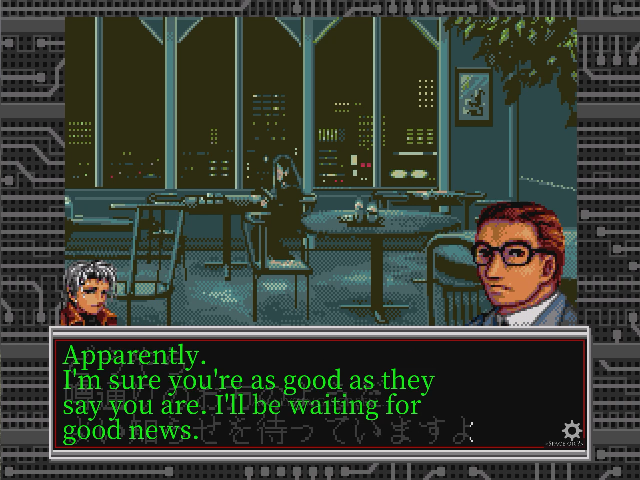 Apparently.
I'm sure you're as good as they
say you are. I'll be waiting for
good news.